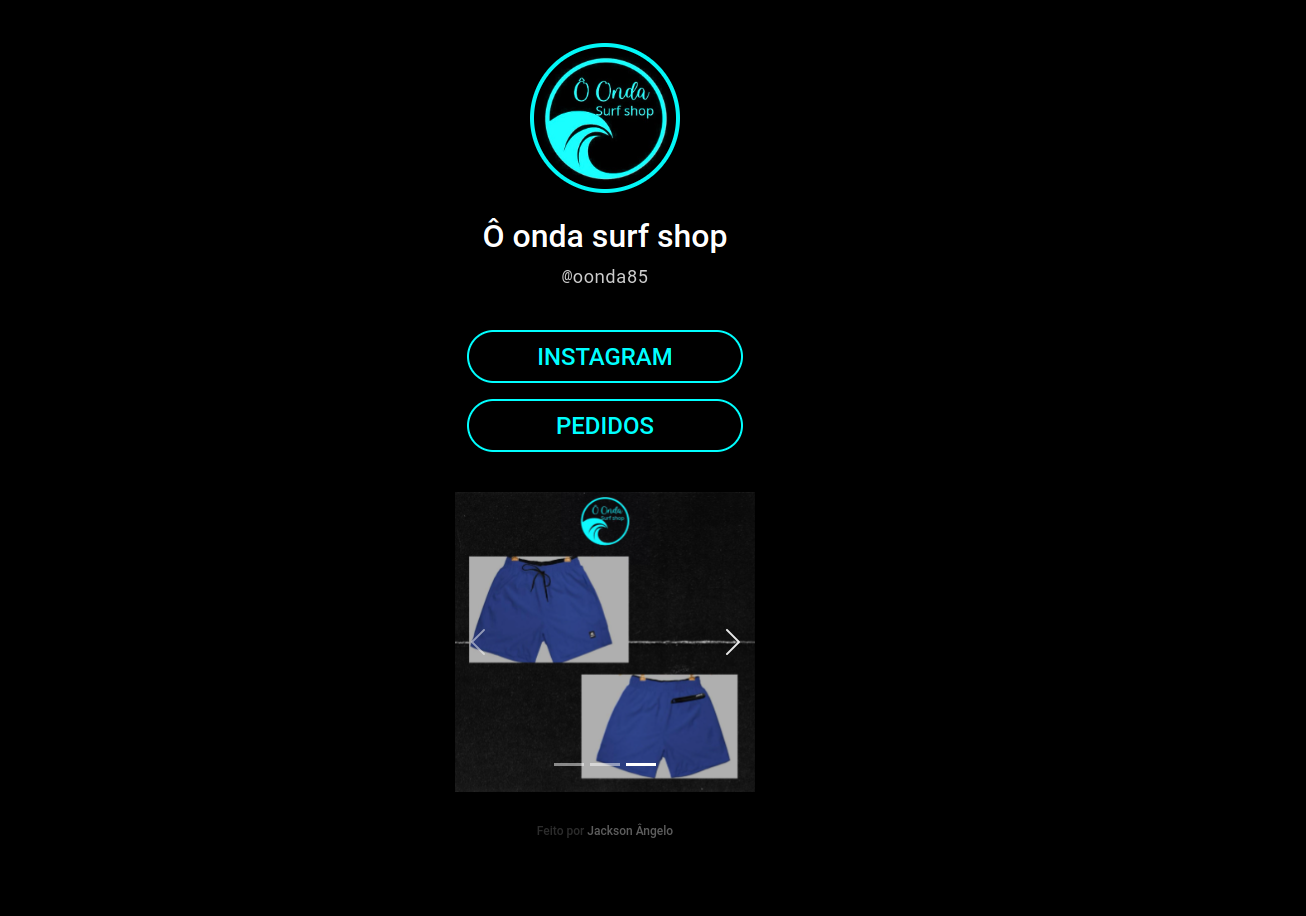 Ô Onda
Surf shop
Ô onda surf shop
@oonda85
INSTAGRAM
PEDIDOS
Ô Onda
Surf shop
Feito por Jackson Ângelo